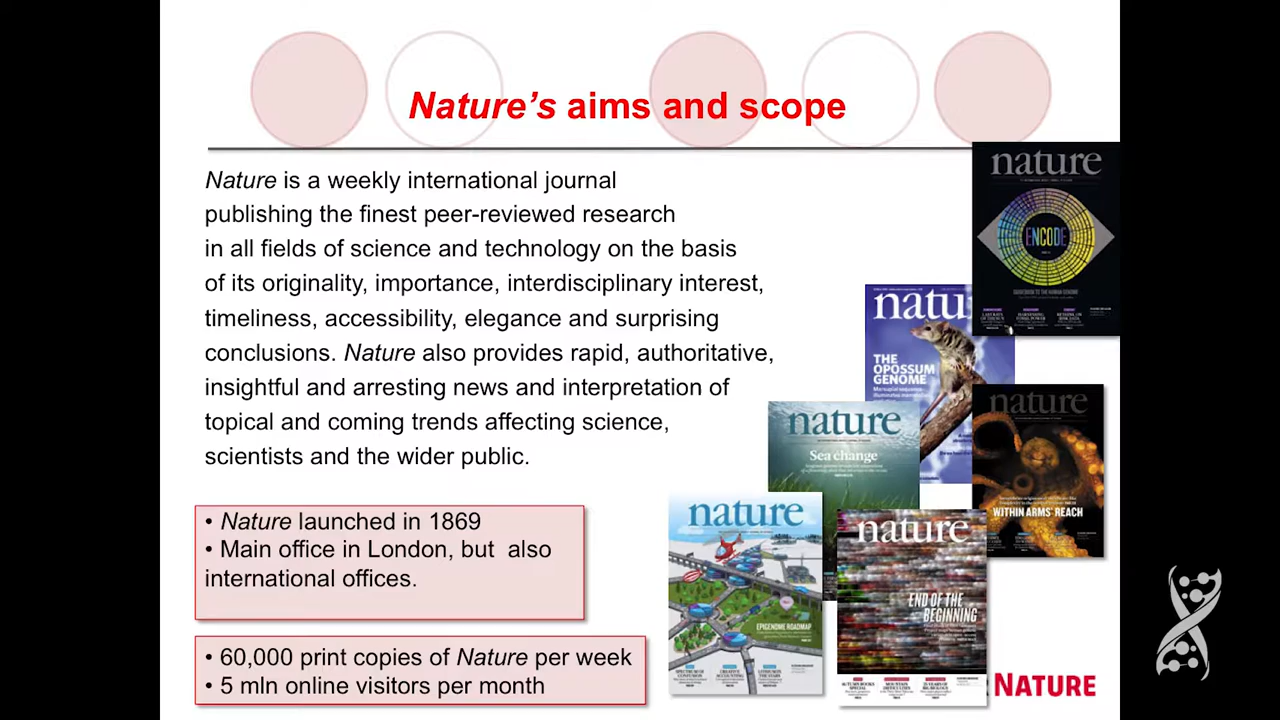 Nature's aims and scope
Nature is a weekly international journal
publishing the finest peer-reviewed research
in all fields of science and technology on the basis
of its originality, importance, interdisciplinary interest,
timeliness, accessibility, elegance and surprising
conclusions. Nature also provides rapid, authoritative,
insightful and arresting news and interpretation of
topical and coming trends affecting science,
scientists and the wider public.
• Nature launched in 1869
• Main office in London, but also
international offices.
• 60,000 print copies of Nature per week
• 5 mln online visitors per month
nature
ENCODE
natu
THE
OPOSSUM
GENOME
nature
Sea change
nature
WITHIN ARMS' REACH
nature
EPIGENOME ROADMAP
nature
END OF THE
BEGINNING
NATURE